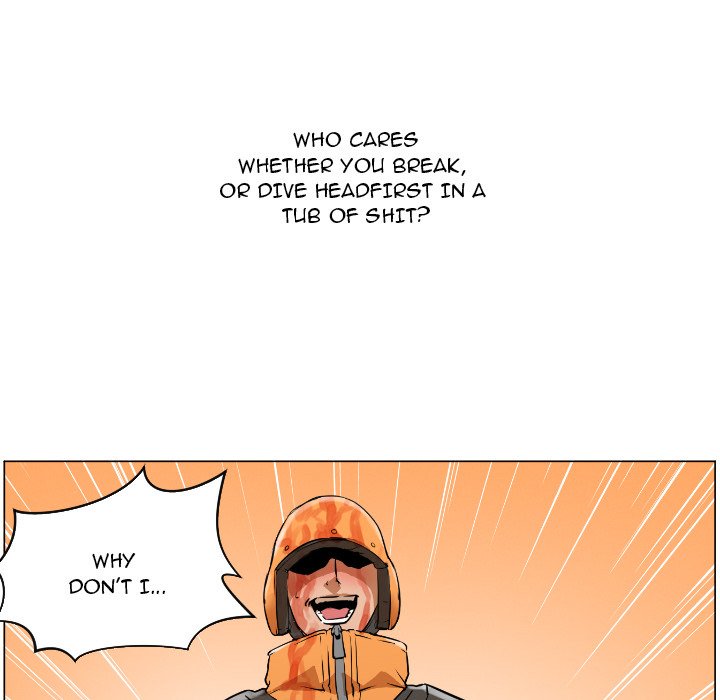 WHO CARES
WHETHER YOU BREAK,
OR DIVE HEADFIRST IN A
TUB OF SHIT?
WHY
DON'T I...